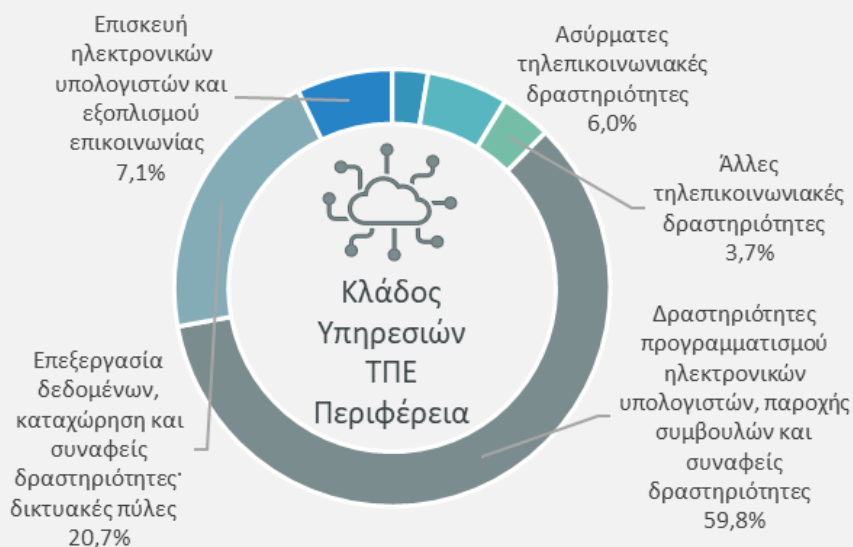 Επισκευή
ηλεκτρονικών
υπολογιστών και
εξοπλισμού
επικοινωνίας
7,1%
Ασύρματες
τηλεπικοινωνιακές
δραστηριότητες
6,0%
Άλλες
τηλεπικοινωνιακές
δραστηριότητες
3,7%
Κλάδος
Υπηρεσιών
ΤΠΕ
Περιφέρεια
Δραστηριότητες
προγραμματισμού
ηλεκτρονικών
υπολογιστών, παροχής
συμβουλών και
συναφείς
δραστηριότητες
59,8%
Επεξεργασία
δεδομένων,
καταχώρηση και
συναφείς
δραστηριότητες·
δικτυακές πύλες
20,7%